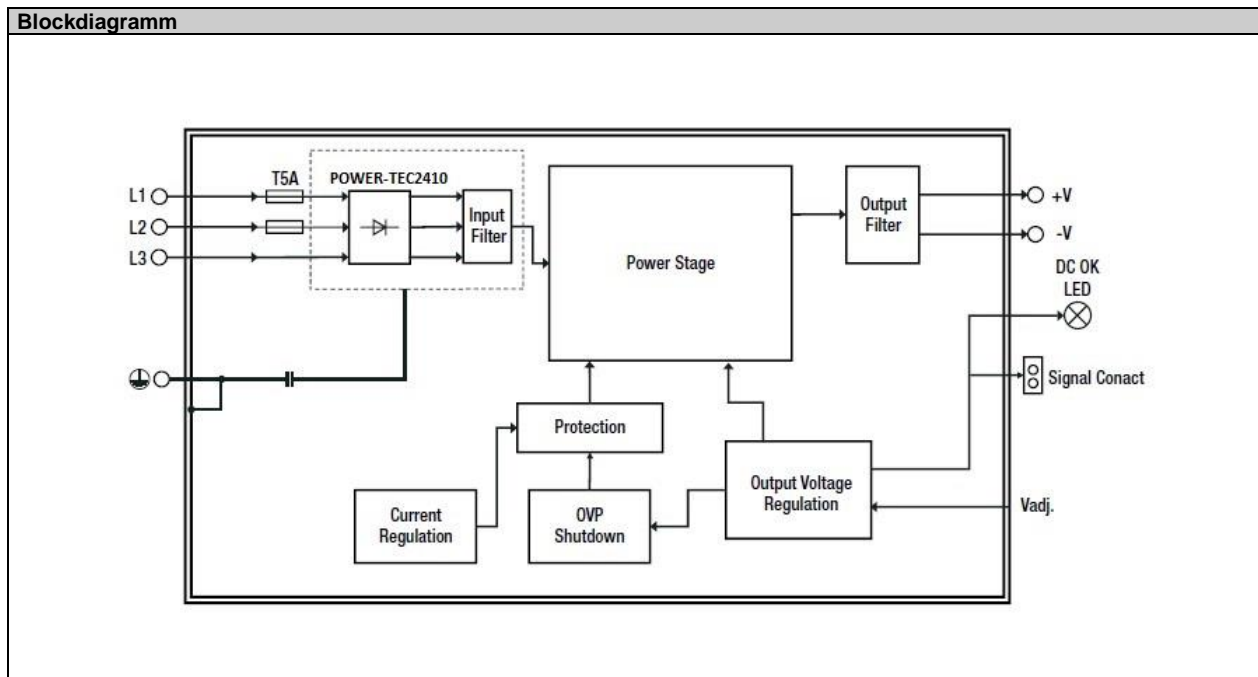 Blockdiagramm
T5A
POWER-TEC2410
L1
L2
L3
Input
Filter
Power Stage
Output
Filter
+V
-V
DC OK
LED
Signal Conact
Protection
Current
Regulation
OVP
Shutdown
Output Voltage
Regulation
Vadj.